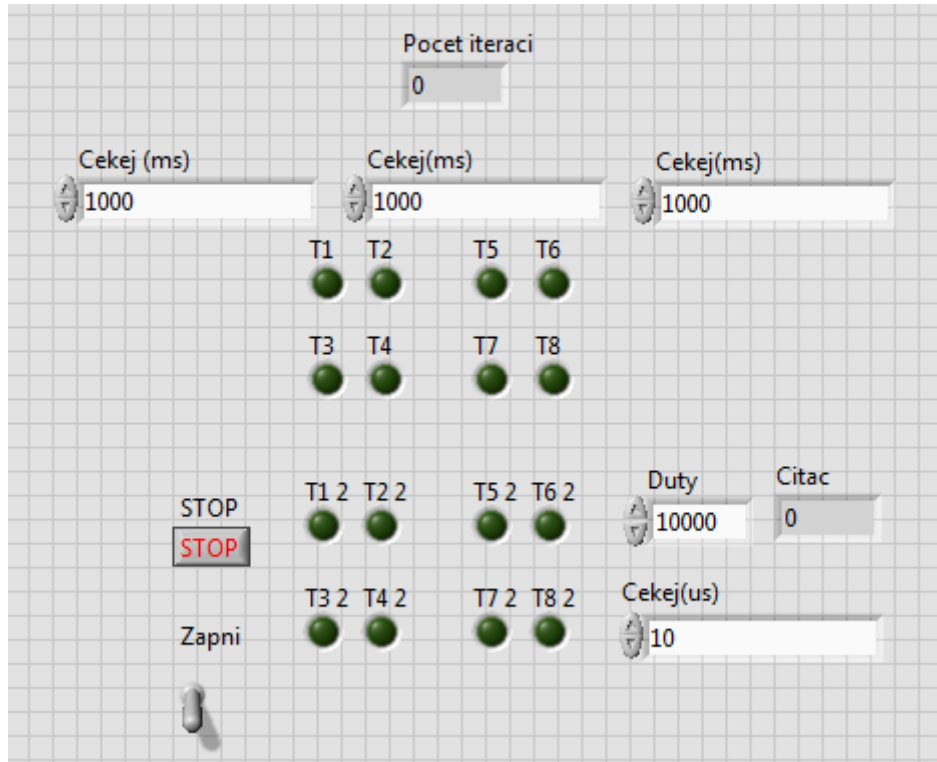 Pocet iteraci
0
Cekej (ms) Cekej(ms) Cekej(ms)
1000 1000 1000
T1 T2 T5 T6
T3 T4 T7 T8
T1 2 T2 2 T5 2 T6 2 Duty Citac
STOP
10000 0
STOP
T3 2 T4 2 T7 2 T8 2 Cekej(us)
Zapni 10